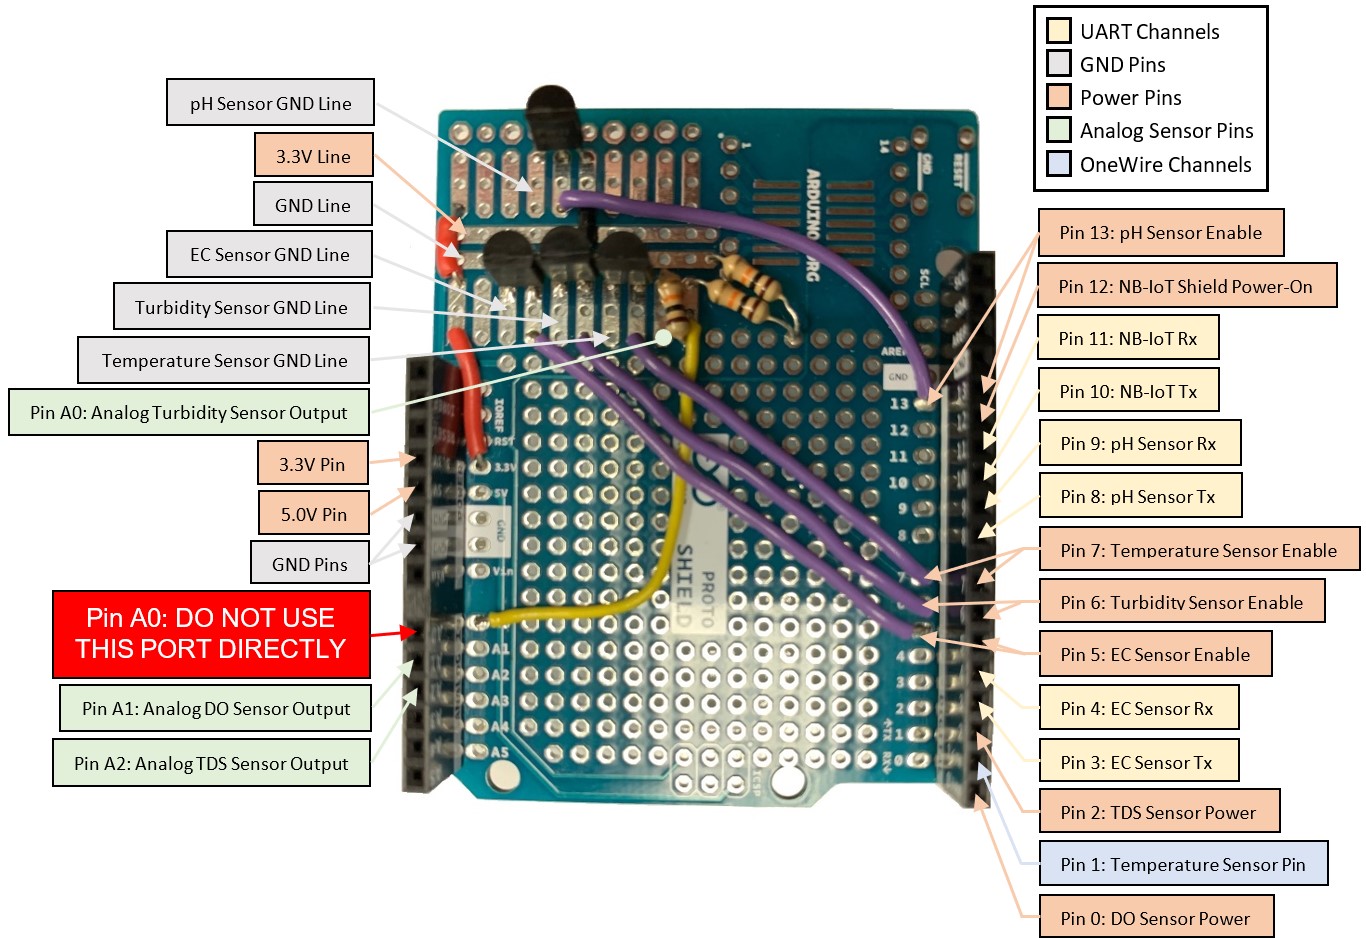 UART Channels
GND Pins
Power Pins
Analog Sensor Pins
OneWire Channels
pH Sensor GND Line
3.3V Line
GND Line
EC Sensor GND Line
Turbidity Sensor GND Line
Temperature Sensor GND Line
Pin A0: Analog Turbidity Sensor Output
3.3V Pin
5.0V Pin
GND Pins
Pin A0: DO NOT USE
THIS PORT DIRECTLY
Pin A1: Analog DO Sensor Output
Pin A2: Analog TDS Sensor Output
Pin 13: pH Sensor Enable
Pin 12: NB-IoT Shield Power-On
Pin 11: NB-IoT Rx
Pin 10: NB-IoT Tx
Pin 9: pH Sensor Rx
Pin 8: pH Sensor Tx
Pin 7: Temperature Sensor Enable
Pin 6: Turbidity Sensor Enable
Pin 5: EC Sensor Enable
Pin 4: EC Sensor Rx
Pin 3: EC Sensor Tx
Pin 2: TDS Sensor Power
Pin 1: Temperature Sensor Pin
Pin 0: DO Sensor Power
1
14
GND
RESET
ARDUINO.ORG
SCL
AREF
GND
13
12
11
10
9
8
7
4
3
2
1
0
TX
RX
IOREF
RST
3.3V
5V
GND
Vin
A1
A2
A3
A4
A5
PROTO
SHIELD
ICSP